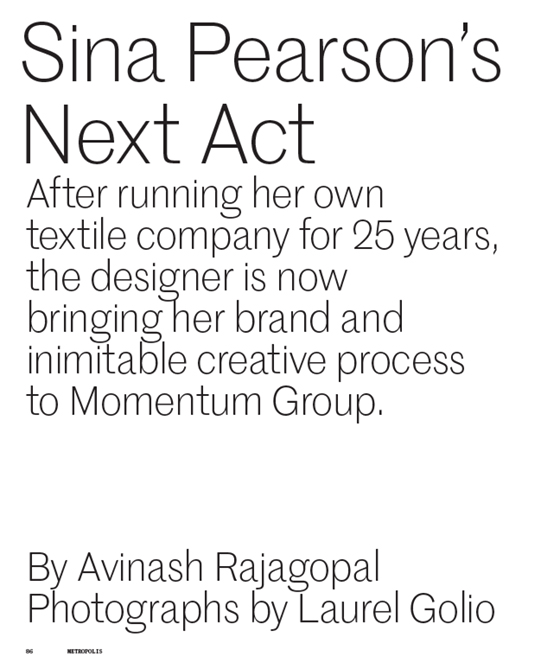 Sina Pearson’s
Next Act
After running her own
textile company for 25 years,
the designer is now
bringing her brand and
inimitable creative process
to Momentum Group.
By Avinash Rajagopal
Photographs by Laurel Golio
86 METROPOLIS